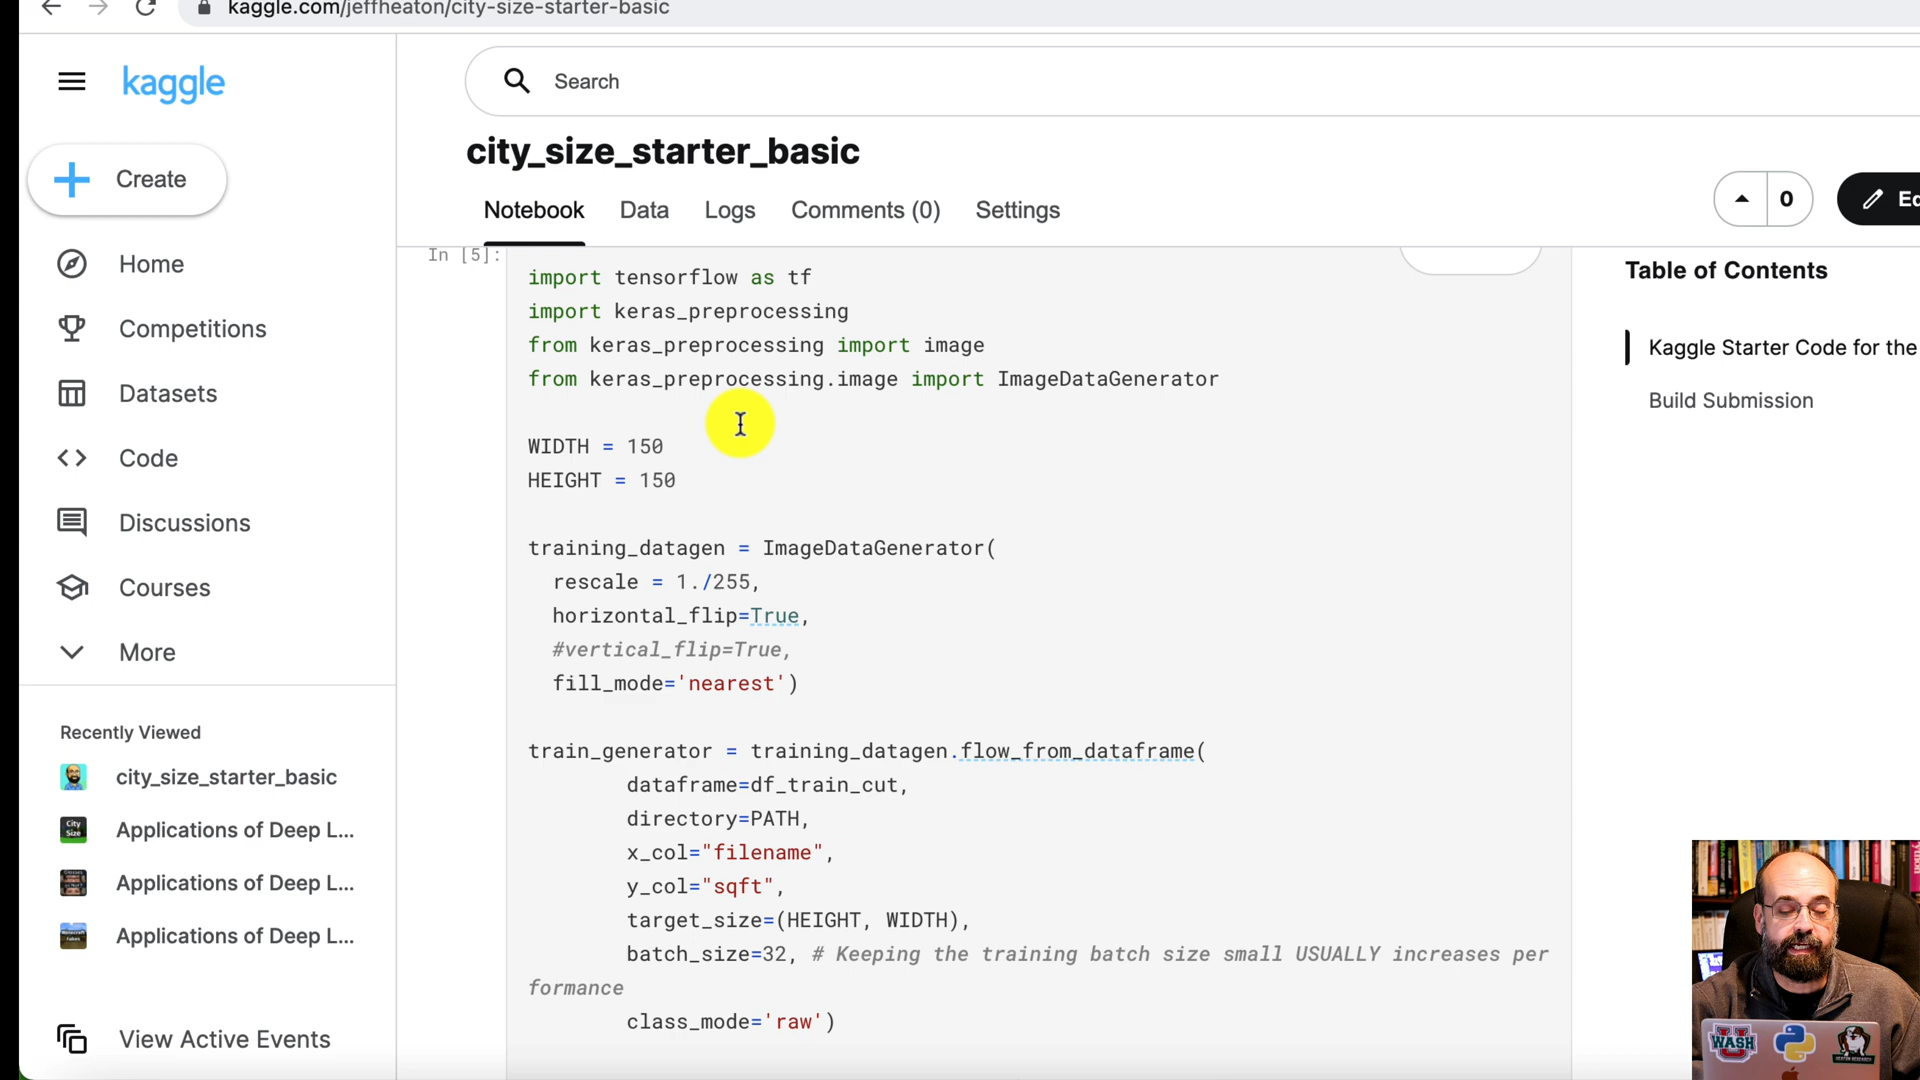 kaggle.com/jeffheaton/city-size-starter-basic
kaggle
Search
Create
city_size_starter_basic
Notebook
Data
Logs
Comments (0)
Settings
0
Home
Competitions
Datasets
Code
Discussions
Courses
More
Recently Viewed
city_size_starter_basic
City
Size
Applications of Deep L...
Applications of Deep L...
Applications of Deep L...
View Active Events
In [5]:
import tensorflow as tf
import keras_preprocessing
from keras_preprocessing import image
from keras_preprocessing.image import ImageDataGenerator
WIDTH = 150
HEIGHT = 150
training_datagen = ImageDataGenerator(
rescale = 1./255,
horizontal_flip=True,
#vertical_flip=True,
fill_mode='nearest')
train_generator = training_datagen.flow_from_dataframe(
dataframe=df_train_cut,
directory=PATH,
x_col="filename",
y_col="sqft",
target_size=(HEIGHT, WIDTH),
batch_size=32, # Keeping the training batch size small USUALLY increases per
formance
class_mode='raw')
Table of Contents
Kaggle Starter Code for the
Build Submission
WASH